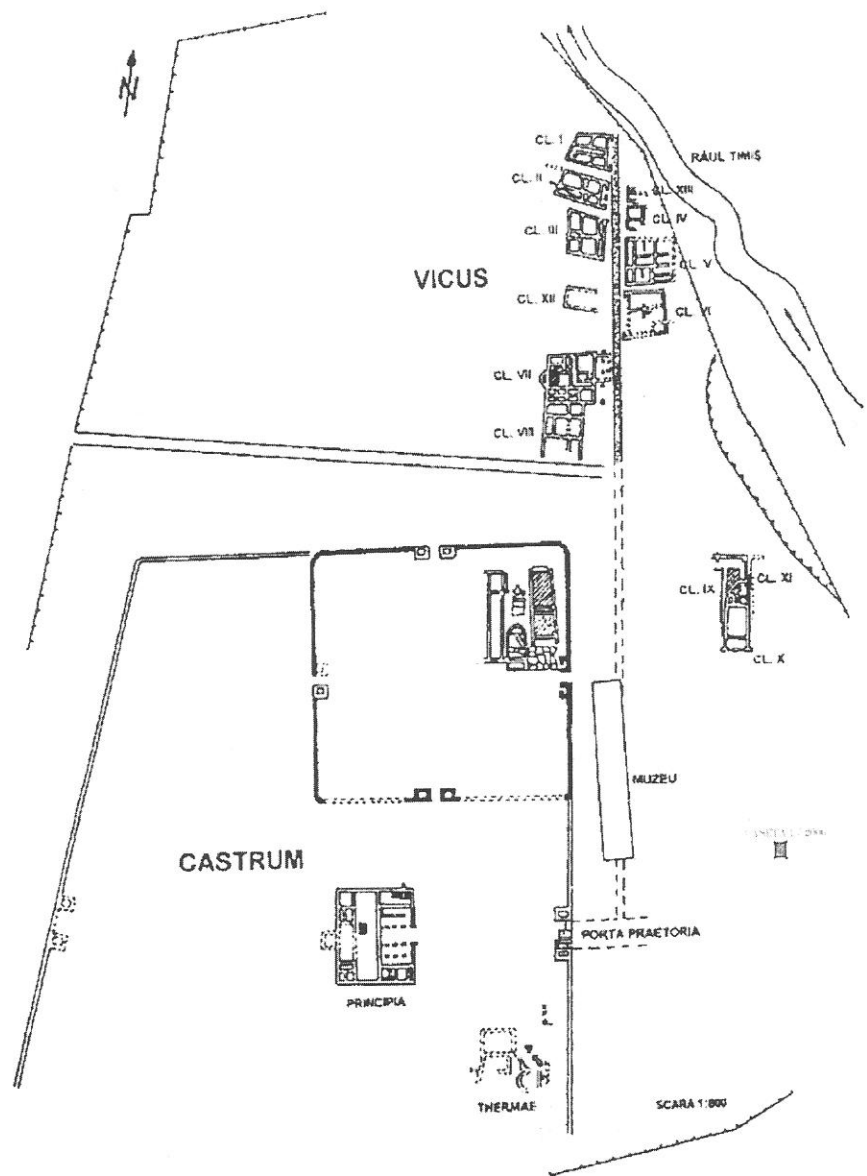 N
CL. I
RÂUL TIMIŞ
CL. II
CL. XIII
CL. IV
CL. III
CL. V
VICUS
CL. XII
CL. VI
CL. VII
CL. VIII
CL. IX
CL. XI
CL. X
MUZEU
CASTRUM
PORTA PRAETORIA
PRINCIPIA
THERMAE
SCARA 1:800